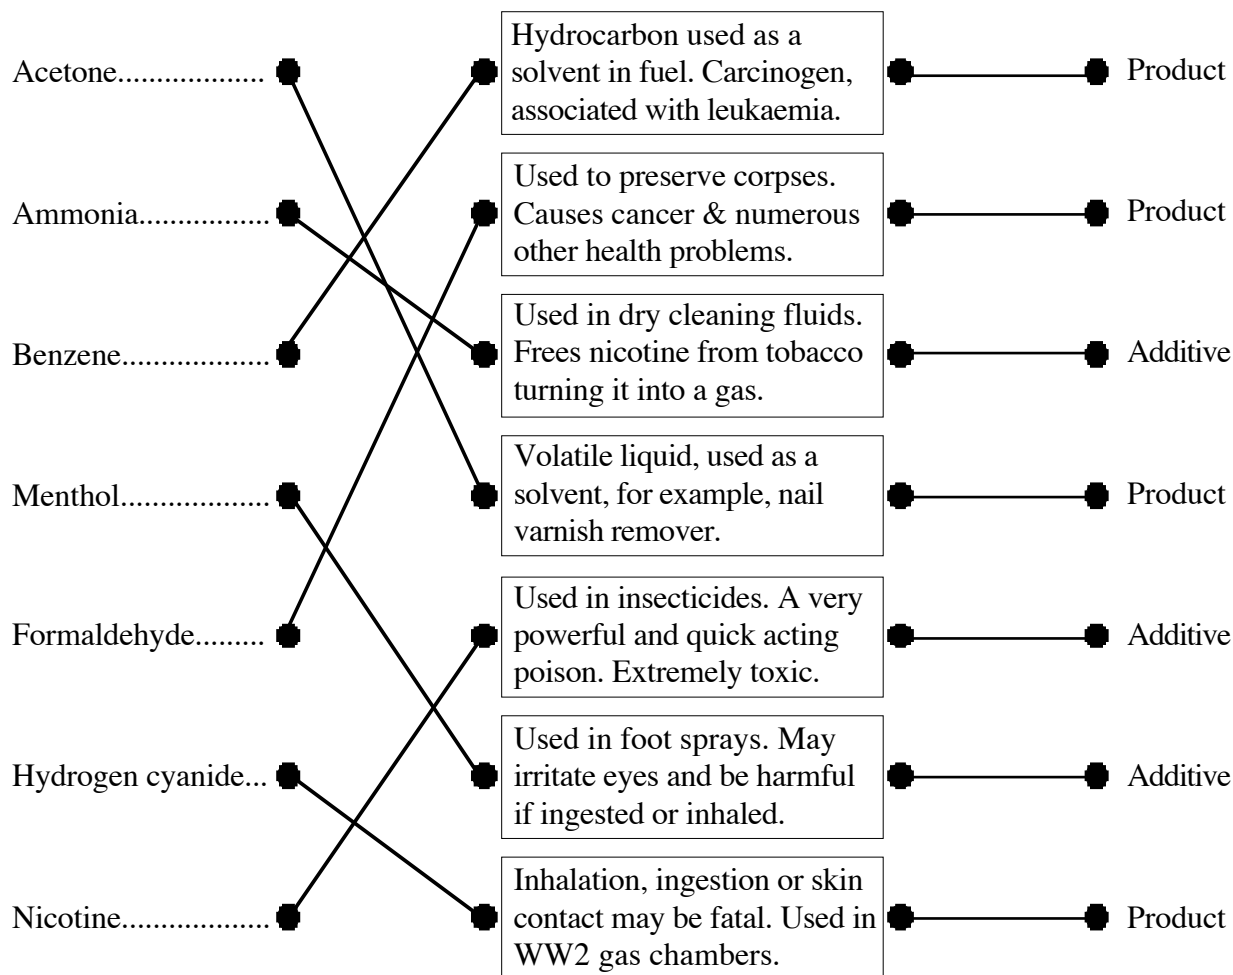 Acetone...................
Hydrocarbon used as a
solvent in fuel. Carcinogen,
associated with leukaemia.
Product
Ammonia.................
Used to preserve corpses.
Causes cancer & numerous
other health problems.
Product
Benzene...................
Used in dry cleaning fluids.
Frees nicotine from tobacco
turning it into a gas.
Additive
Menthol...................
Volatile liquid, used as a
solvent, for example, nail
varnish remover.
Product
Formaldehyde.........
Used in insecticides. A very
powerful and quick acting
poison. Extremely toxic.
Additive
Hydrogen cyanide...
Used in foot sprays. May
irritate eyes and be harmful
if ingested or inhaled.
Additive
Nicotine...................
Inhalation, ingestion or skin
contact may be fatal. Used in
WW2 gas chambers.
Product